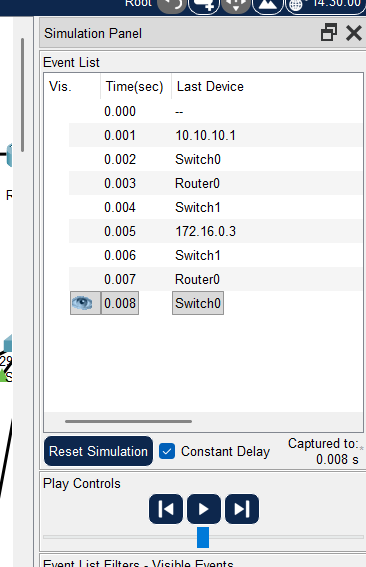 Root 14:30:00
Simulation Panel
Event List
Vis. Time(sec) Last Device
0.000 --
0.001 10.10.10.1
0.002 Switch0
0.003 Router0
0.004 Switch1
0.005 172.16.0.3
0.006 Switch1
0.007 Router0
0.008 Switch0
Reset Simulation Constant Delay Captured to:
0.008 s
Play Controls
Event List Filters - Visible Events